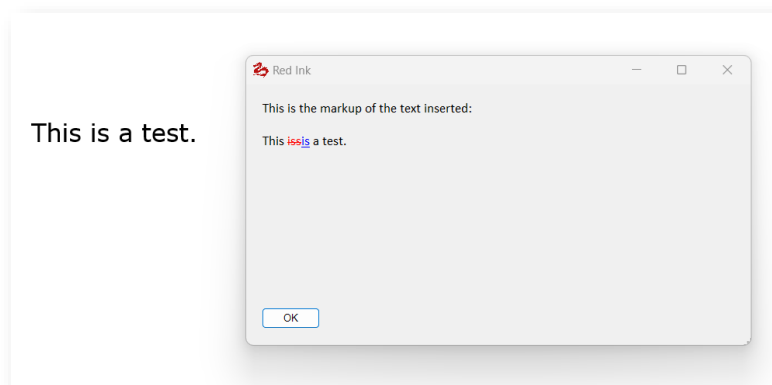 This is a test.
Red Ink
This is the markup of the text inserted:
This issis a test.
OK